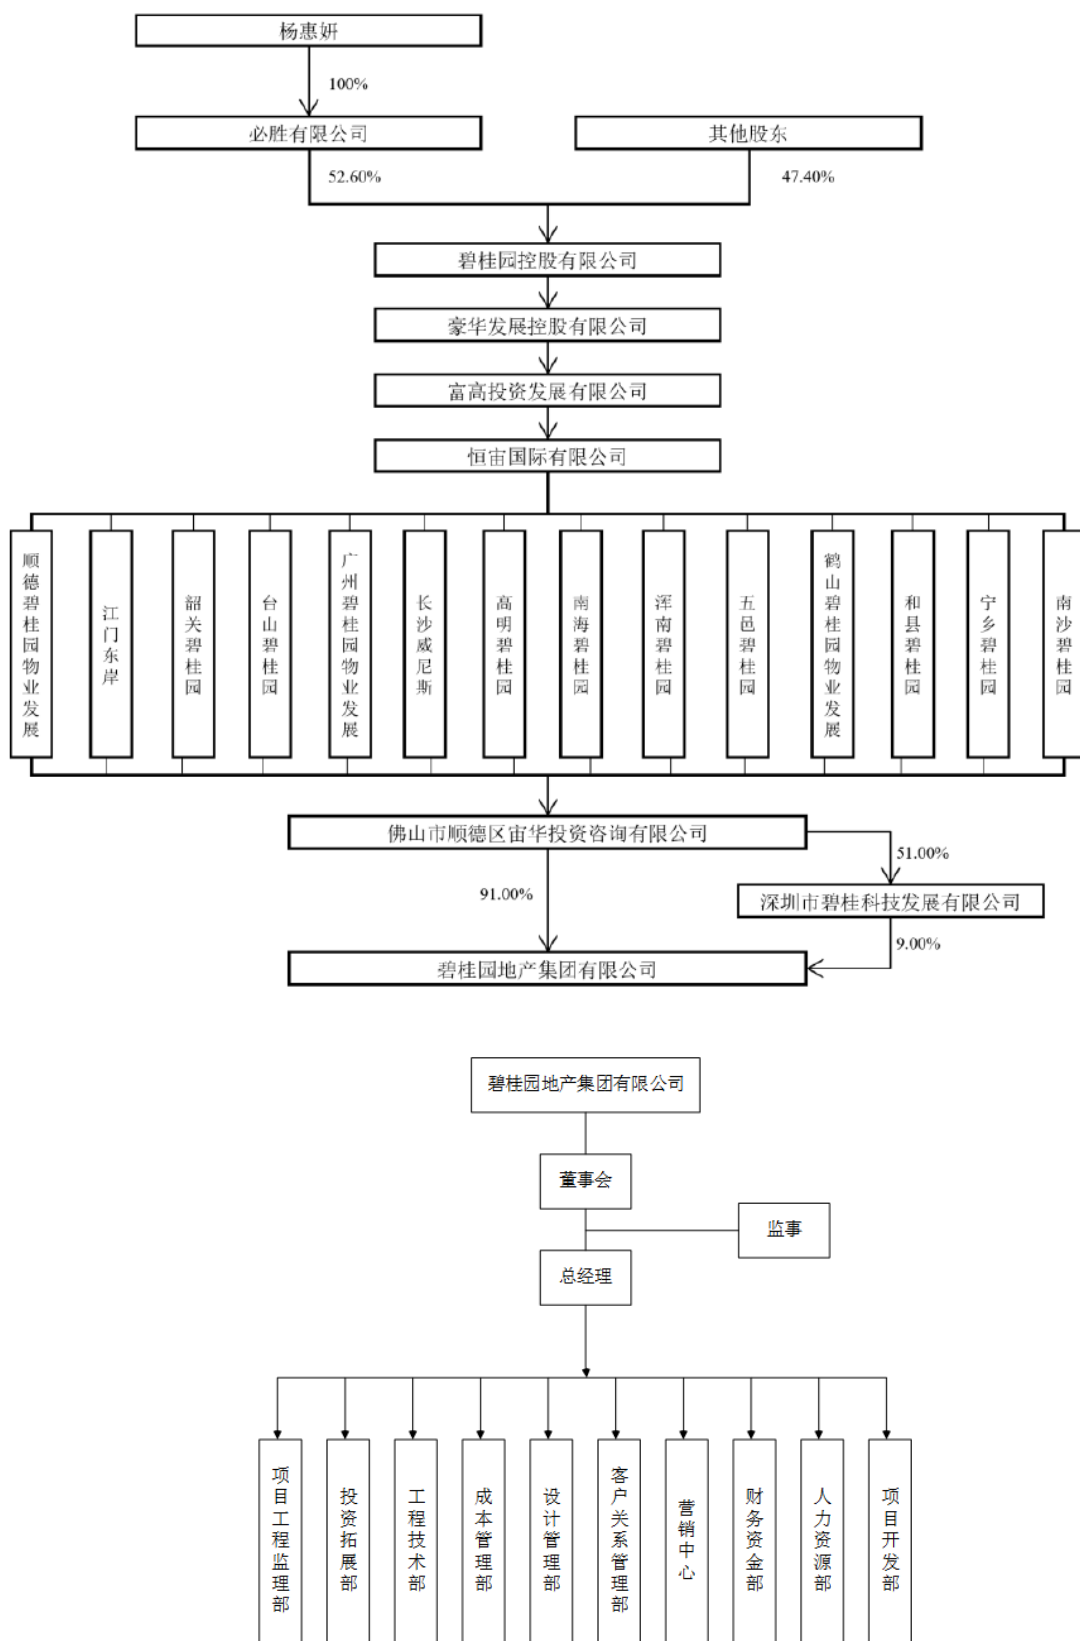 杨惠妍
100%
必胜有限公司
其他股东
52.60%
47.40%
碧桂园控股有限公司
豪华发展控股有限公司
富高投资发展有限公司
恒宙国际有限公司
顺德碧桂园物业发展
江门东岸
韶关碧桂园
台山碧桂园
广州碧桂园物业发展
长沙威尼斯
高明碧桂园
南海碧桂园
浑南碧桂园
五邑碧桂园
鹤山碧桂园物业发展
和县碧桂园
宁乡碧桂园
南沙碧桂园
佛山市顺德区宙华投资咨询有限公司
51.00%
91.00%
深圳市碧桂科技发展有限公司
9.00%
碧桂园地产集团有限公司
碧桂园地产集团有限公司
董事会
监事
总经理
项目工程监理部
投资拓展部
工程技术部
成本管理部
设计管理部
客户关系管理部
营销中心
财务资金部
人力资源部
项目开发部